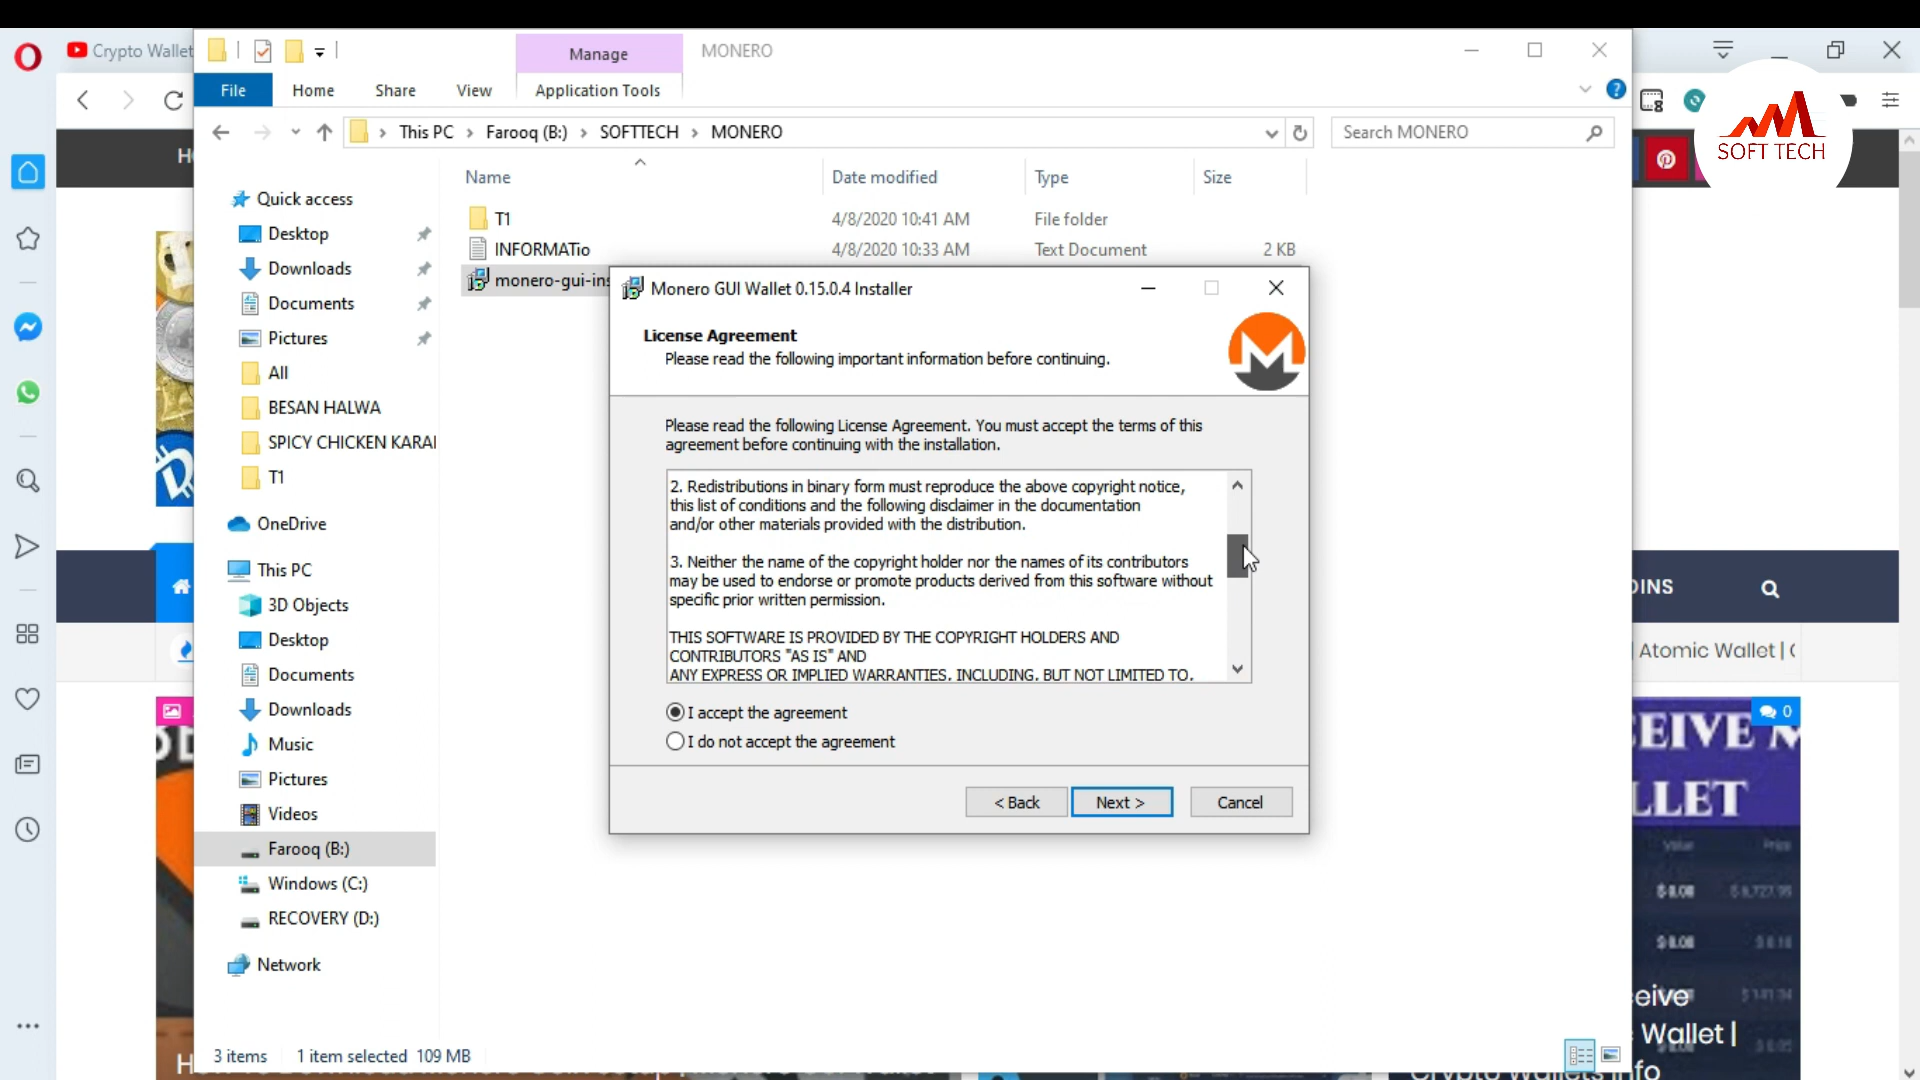 Crypto Wallet
Manage
MONERO
File
Home
Share
View
Application Tools
SOFT TECH
This PC > Farooq (B:) > SOFTTECH > MONERO
Search MONERO
Name
Date modified
Type
Size
Quick access
Desktop
Downloads
Documents
Pictures
All
BESAN HALWA
SPICY CHICKEN KARAI
T1
OneDrive
This PC
3D Objects
Desktop
Documents
Downloads
Music
Pictures
Videos
Farooq (B:)
Windows (C:)
RECOVERY (D:)
Network
T1 4/8/2020 10:41 AM File folder
INFORMATio 4/8/2020 10:33 AM Text Document 2 KB
monero-gui-ins
Monero GUI Wallet 0.15.0.4 Installer
License Agreement
Please read the following important information before continuing.
Please read the following License Agreement. You must accept the terms of this
agreement before continuing with the installation.
2. Redistributions in binary form must reproduce the above copyright notice,
this list of conditions and the following disclaimer in the documentation
and/or other materials provided with the distribution.
3. Neither the name of the copyright holder nor the names of its contributors
may be used to endorse or promote products derived from this software without
specific prior written permission.
THIS SOFTWARE IS PROVIDED BY THE COPYRIGHT HOLDERS AND
CONTRIBUTORS "AS IS" AND
ANY EXPRESS OR IMPLIED WARRANTIES, INCLUDING, BUT NOT LIMITED TO,
I accept the agreement
I do not accept the agreement
< Back
Next >
Cancel
3 items
1 item selected 109 MB
OINS
| Atomic Wallet |
0
EIVE M
LLET
Value
Price
$ 8.08
$ 8.08
eive
Wallet |